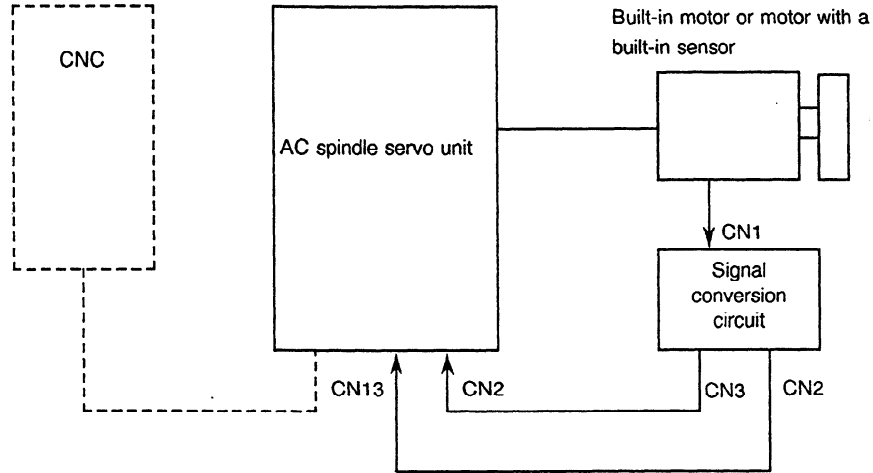 Built-in motor or motor with a
built-in sensor
CNC
AC spindle servo unit
CN1
Signal
conversion
circuit
CN13
CN2
CN3
CN2